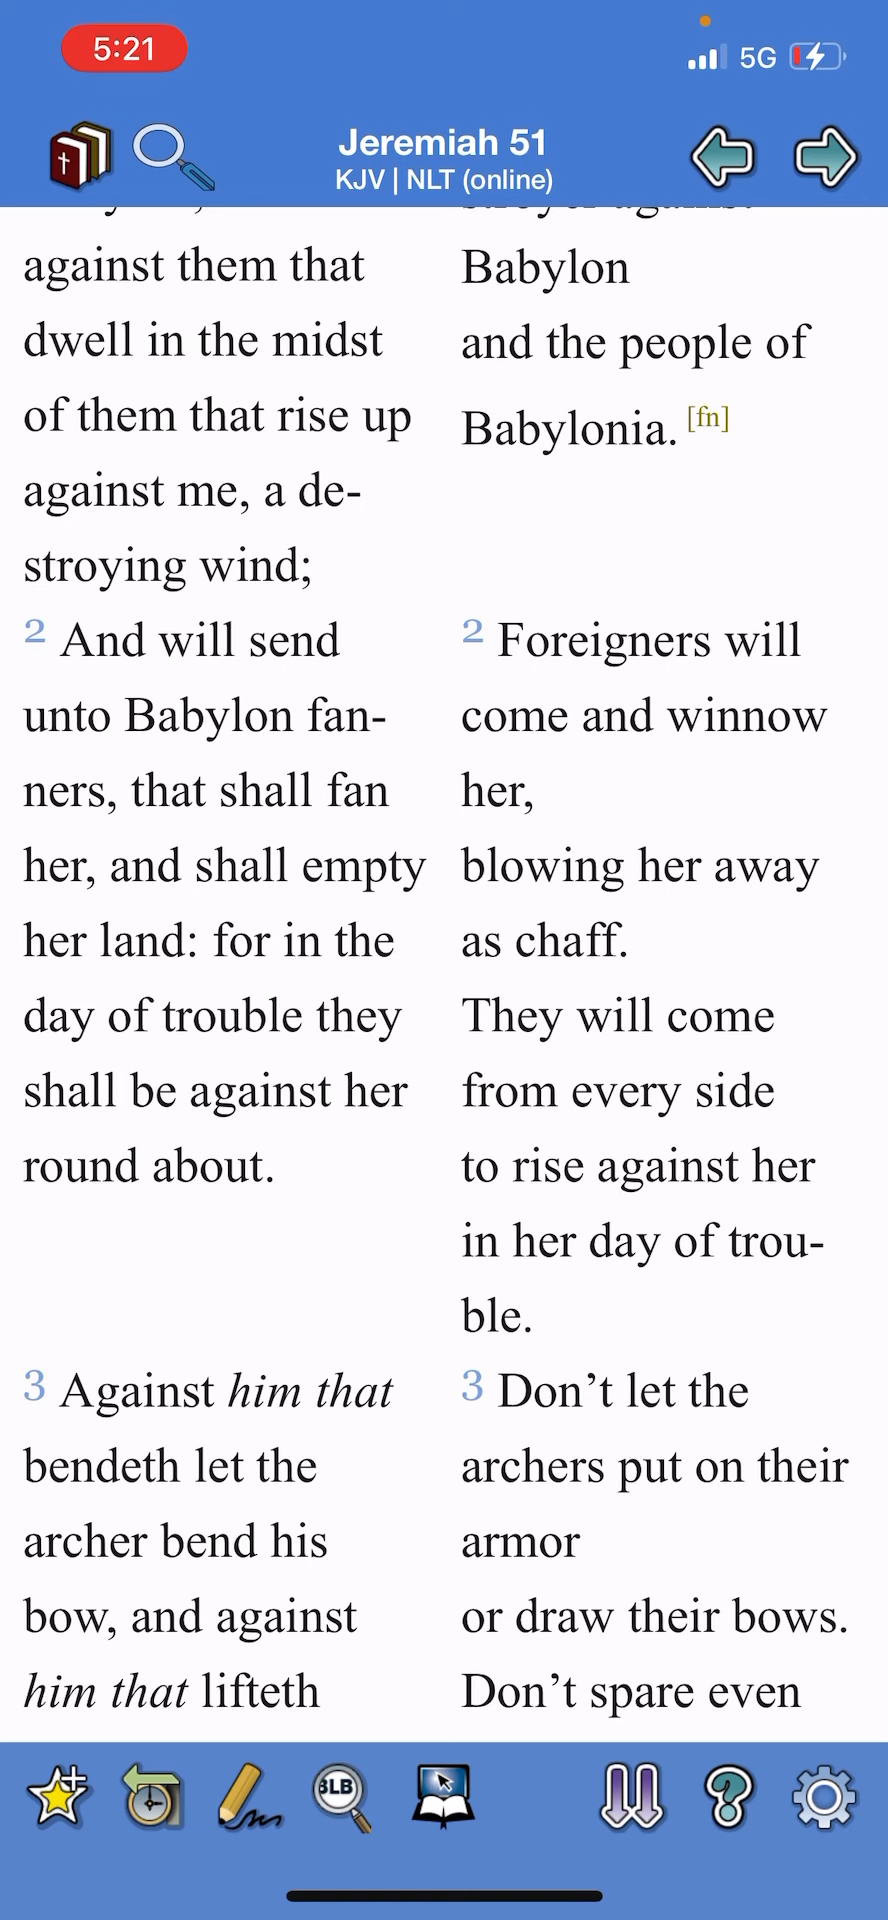 5:21
5G
Jeremiah 51
KJV | NLT (online)
against them that
dwell in the midst
of them that rise up
against me, a de-
stroying wind;
2 And will send
unto Babylon fan-
ners, that shall fan
her, and shall empty
her land: for in the
day of trouble they
shall be against her
round about.
3 Against him that
bendeth let the
archer bend his
bow, and against
him that lifteth
Babylon
and the people of
Babylonia. [fn]
2 Foreigners will
come and winnow
her,
blowing her away
as chaff.
They will come
from every side
to rise against her
in her day of trou-
ble.
3 Don’t let the
archers put on their
armor
or draw their bows.
Don’t spare even
BLB